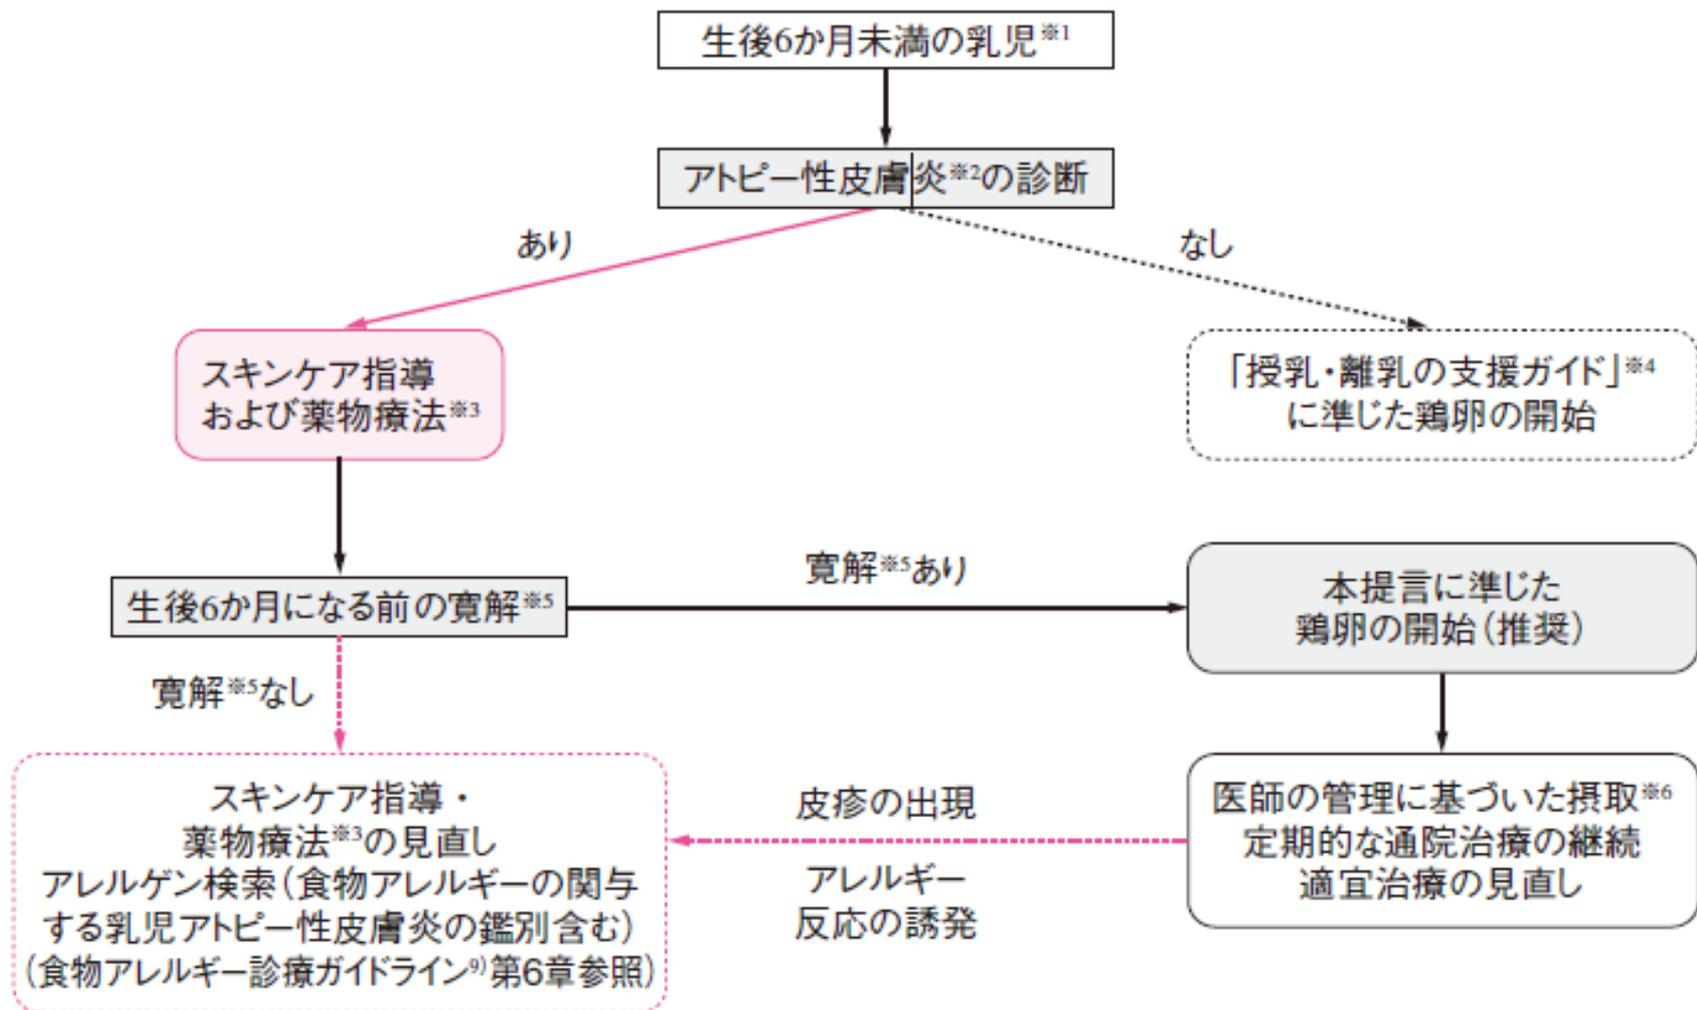 生後6か月未満の乳児※1
アトピー性皮膚炎※2の診断
あり
なし
スキンケア指導
および薬物療法※3
「授乳・離乳の支援ガイド」※4
に準じた鶏卵の開始
生後6か月になる前の寛解※5
寛解※5あり
本提言に準じた
鶏卵の開始(推奨)
寛解※5なし
スキンケア指導・
薬物療法※3の見直し
アレルゲン検索(食物アレルギーの関与
する乳児アトピー性皮膚炎の鑑別含む)
(食物アレルギー診療ガイドライン9)第6章参照)
皮疹の出現
アレルギー
反応の誘発
医師の管理に基づいた摂取※6
定期的な通院治療の継続
適宜治療の見直し